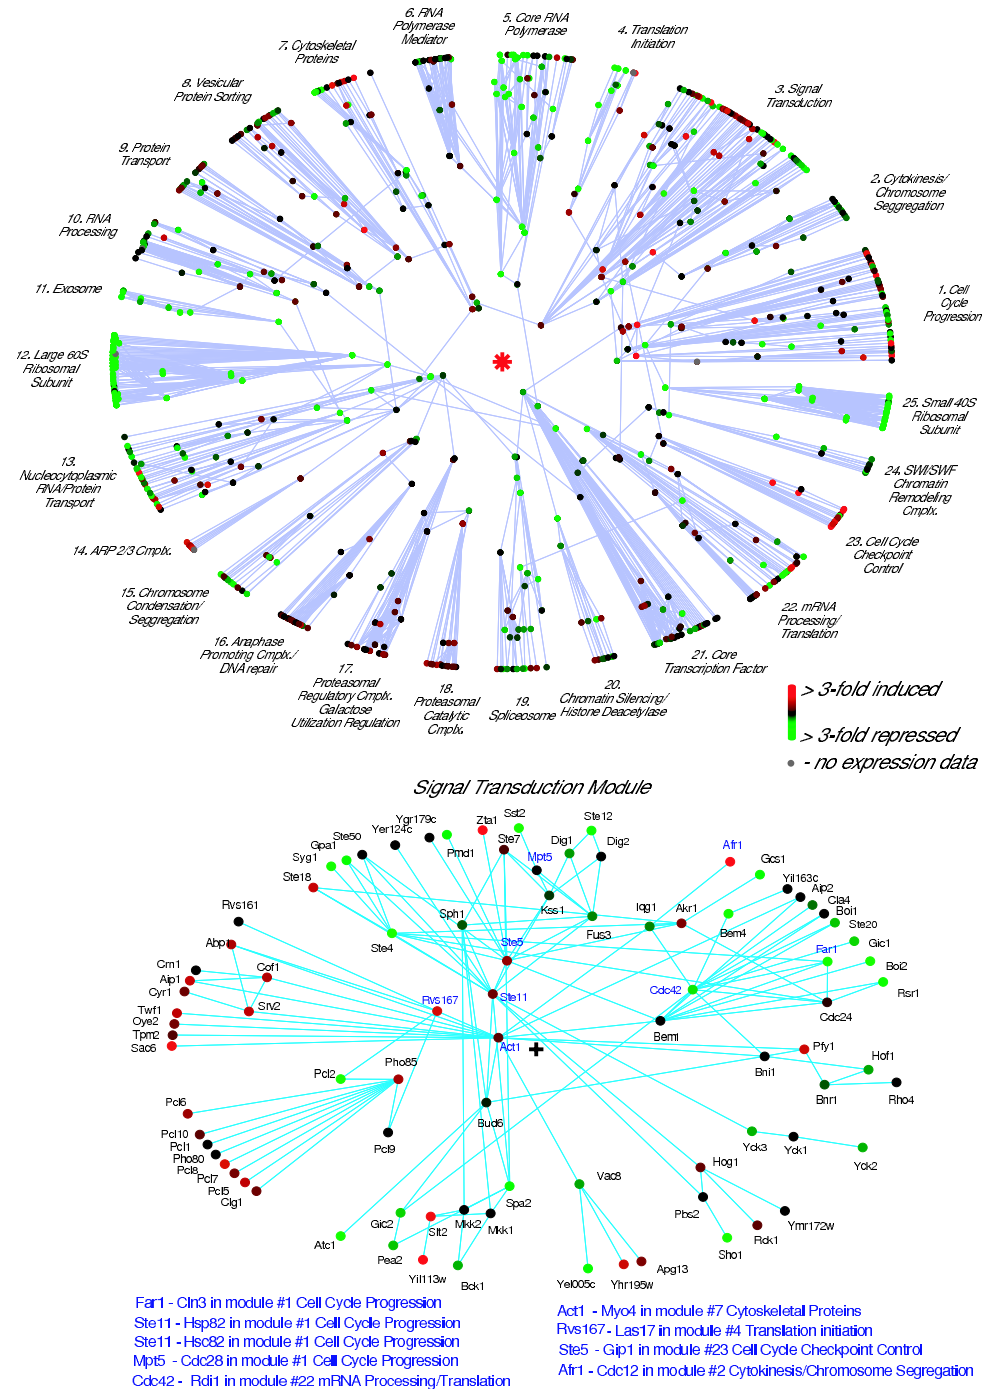 6. RNA
Polymerase
Mediator
5. Core RNA
Polymerase
4. Translation
Initiation
7. Cytoskeletal
Proteins
3. Signal
Transduction
8. Vesicular
Protein Sorting
9. Protein
Transport
2. Cytokinesis/
Chromosome
Seggregation
10. RNA
Processing
11. Exosome
1. Cell
Cycle
Progression
12. Large 60S
Ribosomal
Subunit
25. Small 40S
Ribosomal
Subunit
13.
Nucleocytoplasmic
RNA/Protein
Transport
24. SWI/SWF
Chromatin
Remodeling
Cmplx.
14. ARP 2/3 Cmplx.
23. Cell Cycle
Checkpoint
Control
15. Chromosome
Condensation/
Seggregation
22. mRNA
Processing/
Translation
16. Anaphase
Promoting Cmplx./
DNA repair
17.
Proteasomal
Regulatory Cmplx.
Galactose
Utilization Regulation
18.
Proteasomal
Catalytic
Cmplx.
19.
Spliceosome
20.
Chromatin Silencing/
Histone Deacetylase
21. Core
Transcription Factor
> 3-fold induced
> 3-fold repressed
- no expression data
Signal Transduction Module
Sst2
Ste12
Zta1
Ygr179c
Yer124c
Ste50
Gpa1
Syg1
Ste18
Pmd1
Ste7
Mpt5
Dig1
Dig2
Afr1
Gcs1
Yil163c
Aip2
Cla4
Boi1
Ste20
Gic1
Boi2
Rsr1
Rvs161
Sph1
Kss1
Iqg1
Akr1
Fus3
Bem4
Far1
Abp1
Ste4
Ste5
Crn1
Aip1
Cyr1
Cof1
Srv2
Rvs167
Ste11
Cdc42
Cdc24
Twf1
Oye2
Tpm2
Sac6
Act1
Bem1
Pfy1
Hof1
Bni1
Bnr1
Rho4
Pho85
Pcl2
Pcl6
Pcl10
Pcl1
Pho80
Pcl8
Pcl7
Pcl5
Clg1
Pcl9
Bud6
Yck3
Yck1
Yck2
Hog1
Vac8
Pbs2
Ymr172w
Rck1
Sho1
Spa2
Gic2
Slt2
Mkk2
Mkk1
Atc1
Pea2
Yil113w
Bck1
Yel005c
Yhr195w
Apg13
Far1 - Cln3 in module #1 Cell Cycle Progression
Ste11 - Hsp82 in module #1 Cell Cycle Progression
Ste11 - Hsc82 in module #1 Cell Cycle Progression
Mpt5 - Cdc28 in module #1 Cell Cycle Progression
Cdc42 - Rdi1 in module #22 mRNA Processing/Translation
Act1 - Myo4 in module #7 Cytoskeletal Proteins
Rvs167 - Las17 in module #4 Translation initiation
Ste5 - Gip1 in module #23 Cell Cycle Checkpoint Control
Afr1 - Cdc12 in module #2 Cytokinesis/Chromosome Segregation